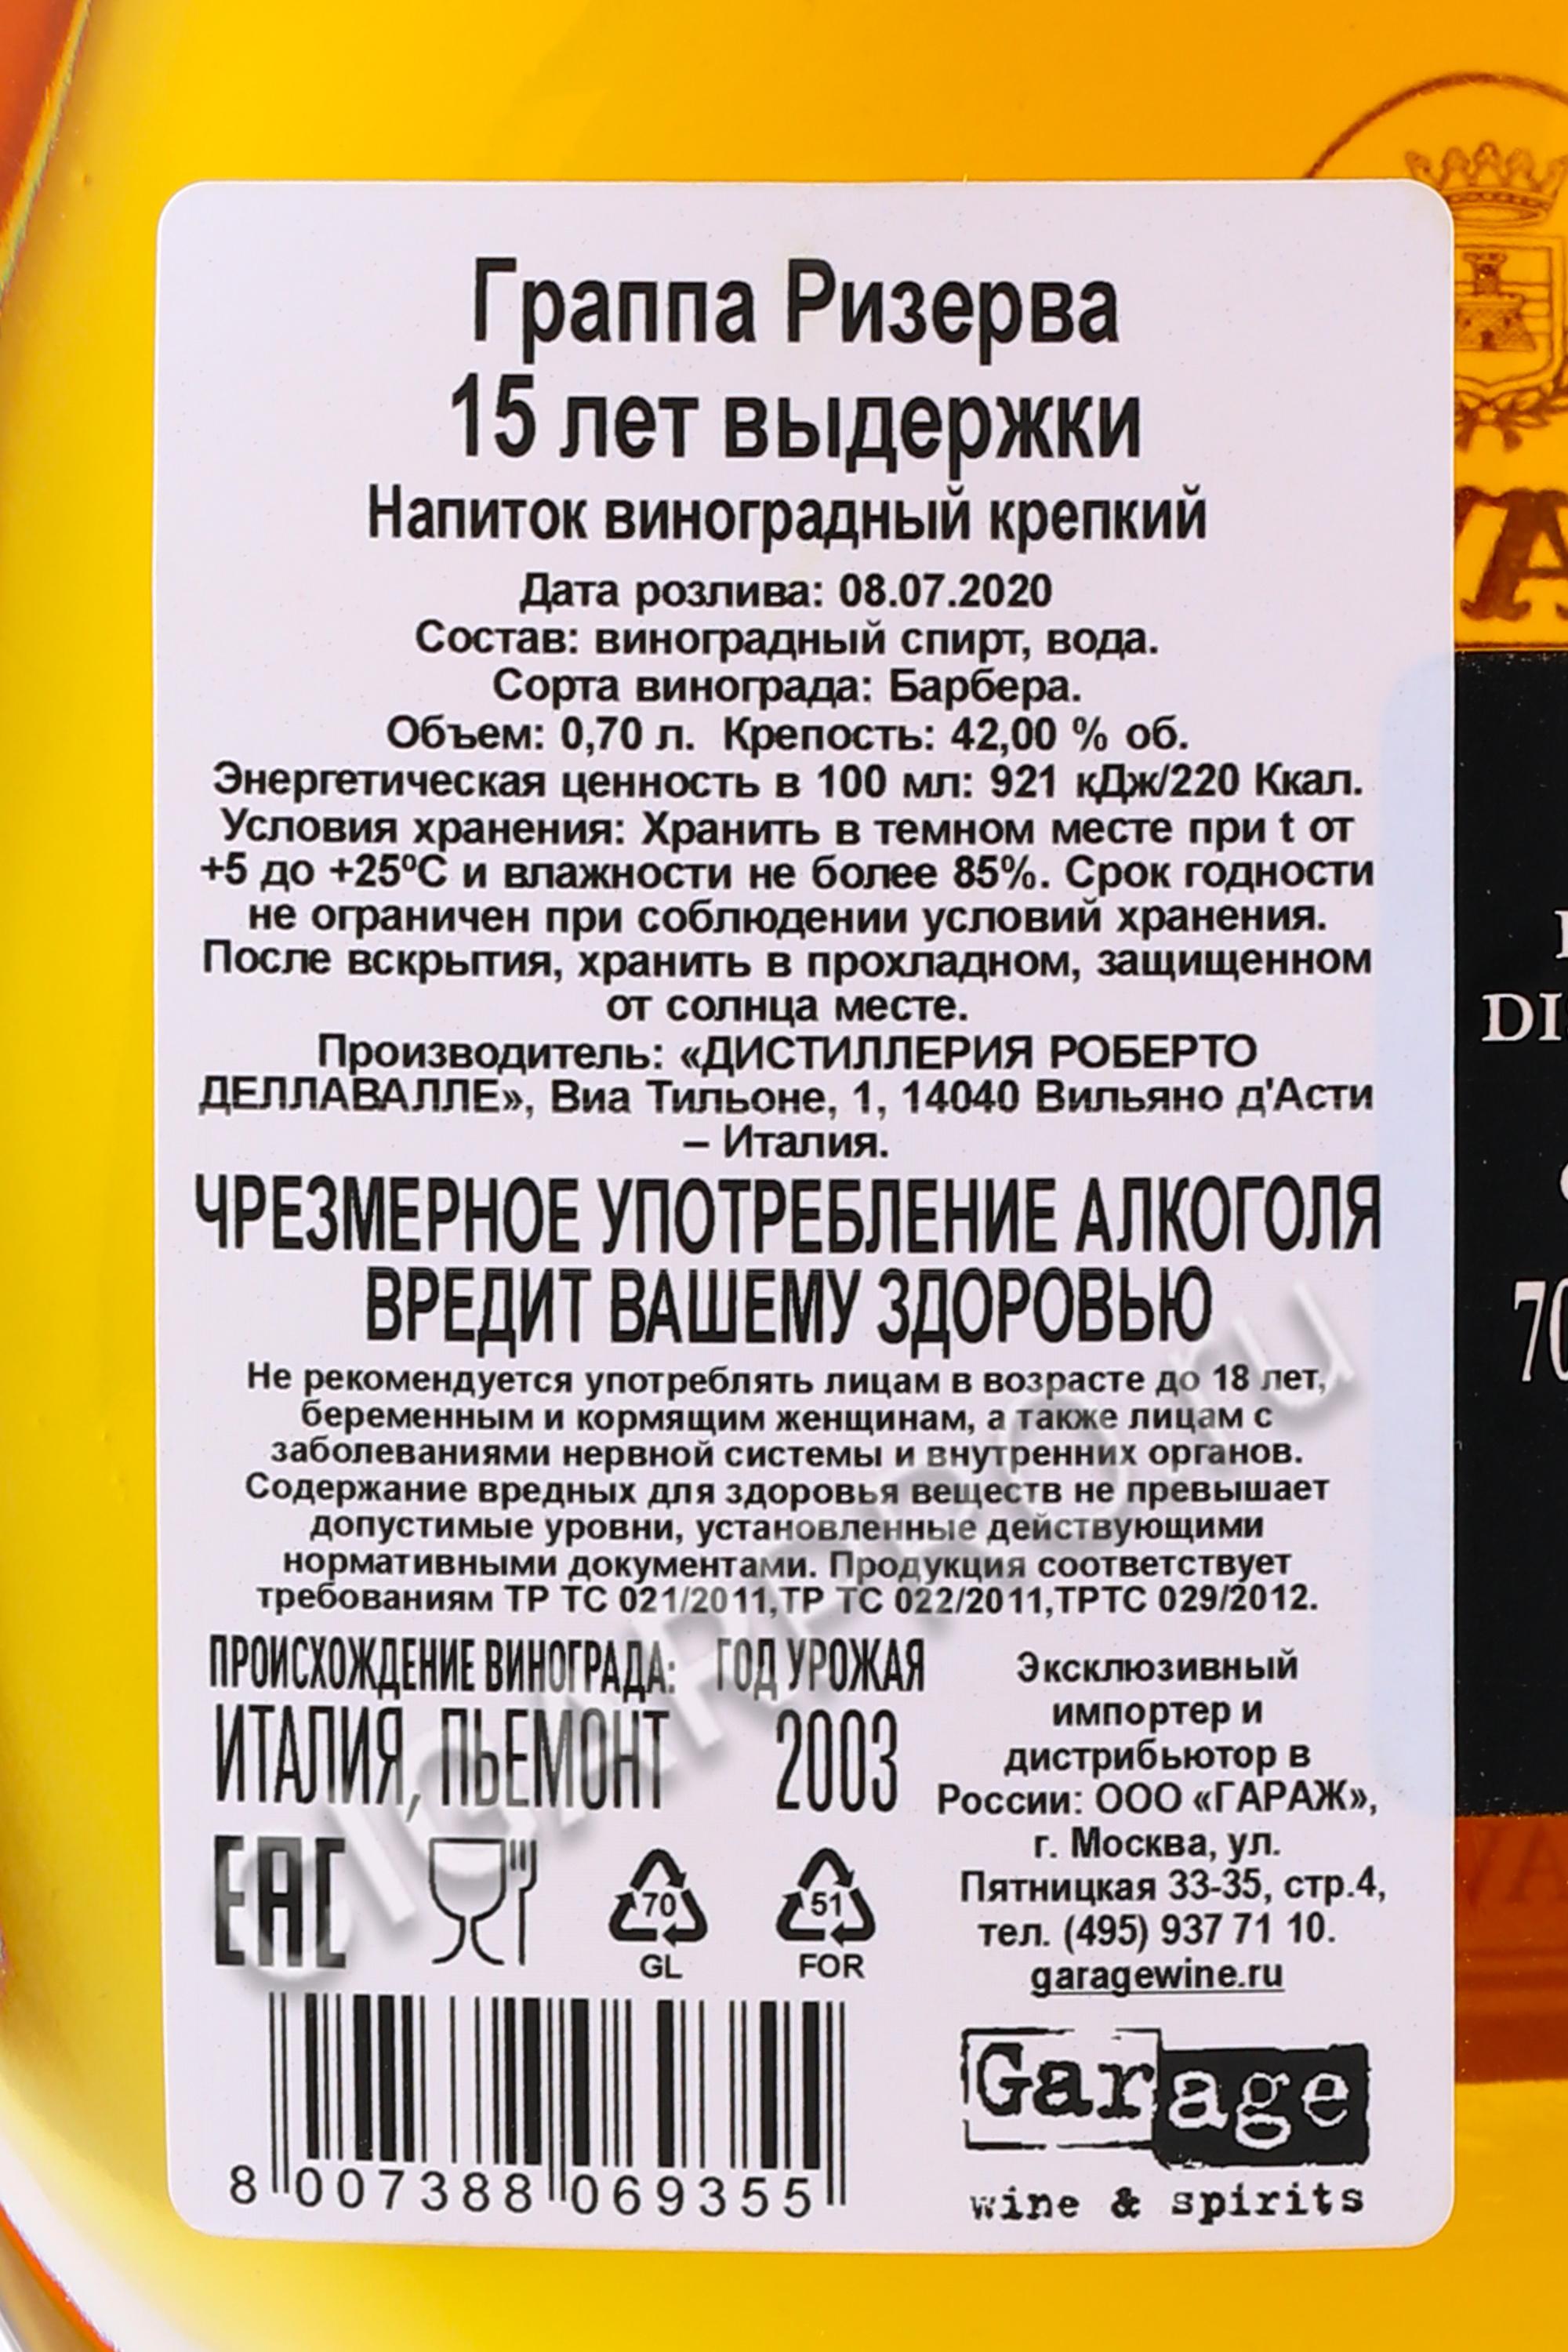 Граппа Ризерва
15 лет выдержки
Напиток виноградный крепкий
Дата розлива: 08.07.2020
Состав: виноградный спирт, вода.
Сорта винограда: Барбера.
Объем: 0,70 л. Крепость: 42,00 % об.
Энергетическая ценность в 100 мл: 921 кДж/220 Ккал.
Условия хранения: Хранить в темном месте при t от
+5 до +25ºС и влажности не более 85%. Срок годности
не ограничен при соблюдении условий хранения.
После вскрытия, хранить в прохладном, защищенном
от солнца месте.
Производитель: «ДИСТИЛЛЕРИЯ РОБЕРТО
ДЕЛЛАВАЛЛЕ», Виа Тильоне, 1, 14040 Вильяно д'Асти
– Италия.
ЧРЕЗМЕРНОЕ УПОТРЕБЛЕНИЕ АЛКОГОЛЯ
ВРЕДИТ ВАШЕМУ ЗДОРОВЬЮ
Не рекомендуется употреблять лицам в возрасте до 18 лет,
беременным и кормящим женщинам, а также лицам с
заболеваниями нервной системы и внутренних органов.
Содержание вредных для здоровья веществ не превышает
допустимые уровни, установленные действующими
нормативными документами. Продукция соответствует
требованиям ТР ТС 021/2011,ТР ТС 022/2011,ТРТС 029/2012.
ПРОИСХОЖДЕНИЕ ВИНОГРАДА: ГОД УРОЖАЯ
ИТАЛИЯ, ПЬЕМОНТ 2003
Эксклюзивный
импортер и
дистрибьютор в
России: ООО «ГАРАЖ»,
г. Москва, ул.
Пятницкая 33-35, стр.4,
тел. (495) 937 71 10.
garagewine.ru
EAC
70
GL
51
FOR
8 007388 069355
Garage
wine & spirits
CIGARPRO.ru
VA
DI
70
VA